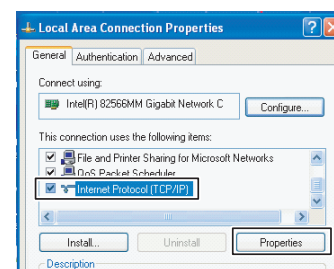 Local Area Connection Properties
General Authentication Advanced
Connect using:
Intel(R) 82566MM Gigabit Network C Configure...
This connection uses the following items:
File and Printer Sharing for Microsoft Networks
QoS Packet Scheduler
Internet Protocol (TCP/IP)
Install... Uninstall Properties
Description